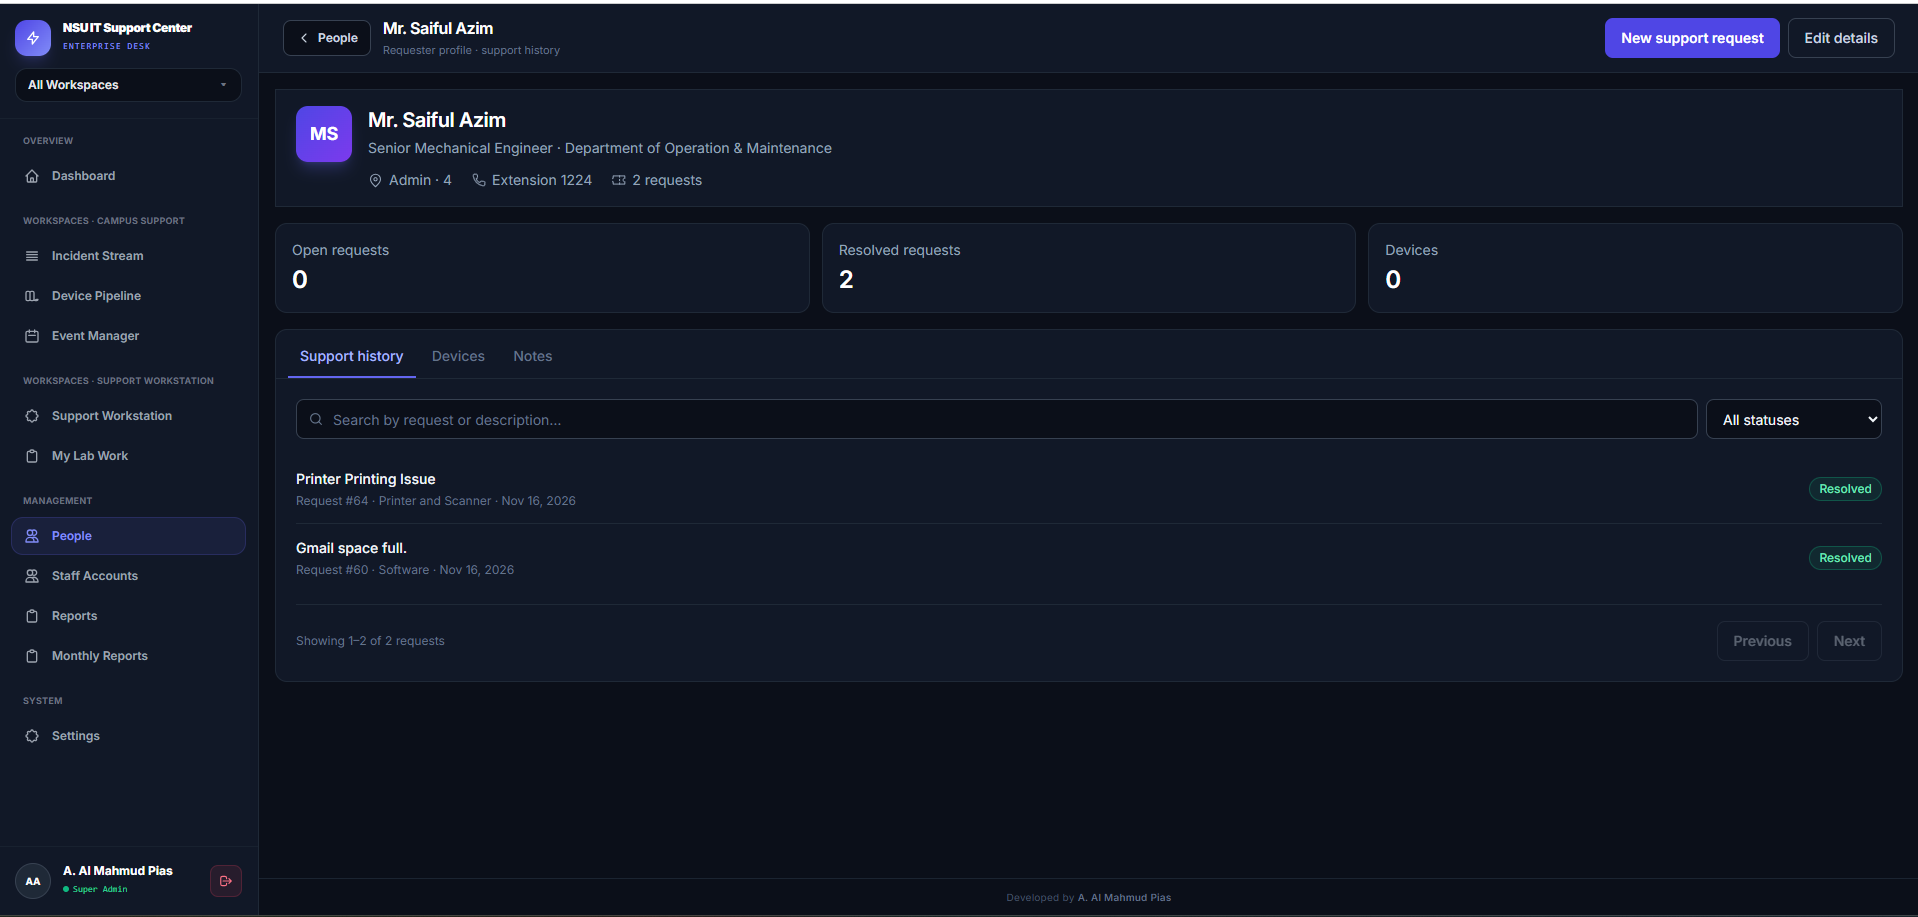 NSU IT Support Center
ENTERPRISE DESK
All Workspaces
OVERVIEW
Dashboard
WORKSPACES · CAMPUS SUPPORT
Incident Stream
Device Pipeline
Event Manager
WORKSPACES · SUPPORT WORKSTATION
Support Workstation
My Lab Work
MANAGEMENT
People
Staff Accounts
Reports
Monthly Reports
SYSTEM
Settings
AA
A. Al Mahmud Pias
Super Admin
People
Mr. Saiful Azim
Requester profile · support history
New support request
Edit details
MS
Mr. Saiful Azim
Senior Mechanical Engineer · Department of Operation & Maintenance
Admin · 4 Extension 1224 2 requests
Open requests
0
Resolved requests
2
Devices
0
Support history Devices Notes
Search by request or description...
All statuses
Printer Printing Issue
Request #64 · Printer and Scanner · Nov 16, 2026
Resolved
Gmail space full.
Request #60 · Software · Nov 16, 2026
Resolved
Showing 1–2 of 2 requests
Previous Next
Developed by A. Al Mahmud Pias